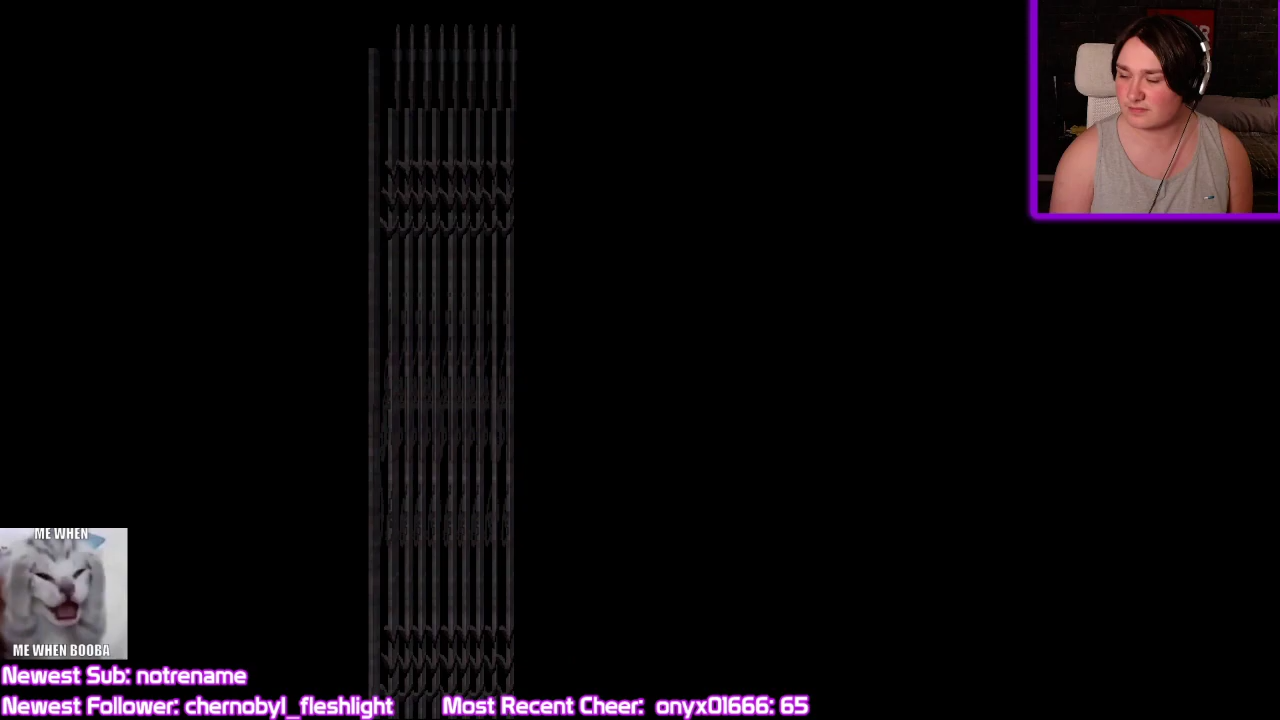 ME WHEN
ME WHEN BOOBA
Newest Sub: notrename
Newest Follower: chernobyl_fleshlight
Most Recent Cheer: onyx01666: 65